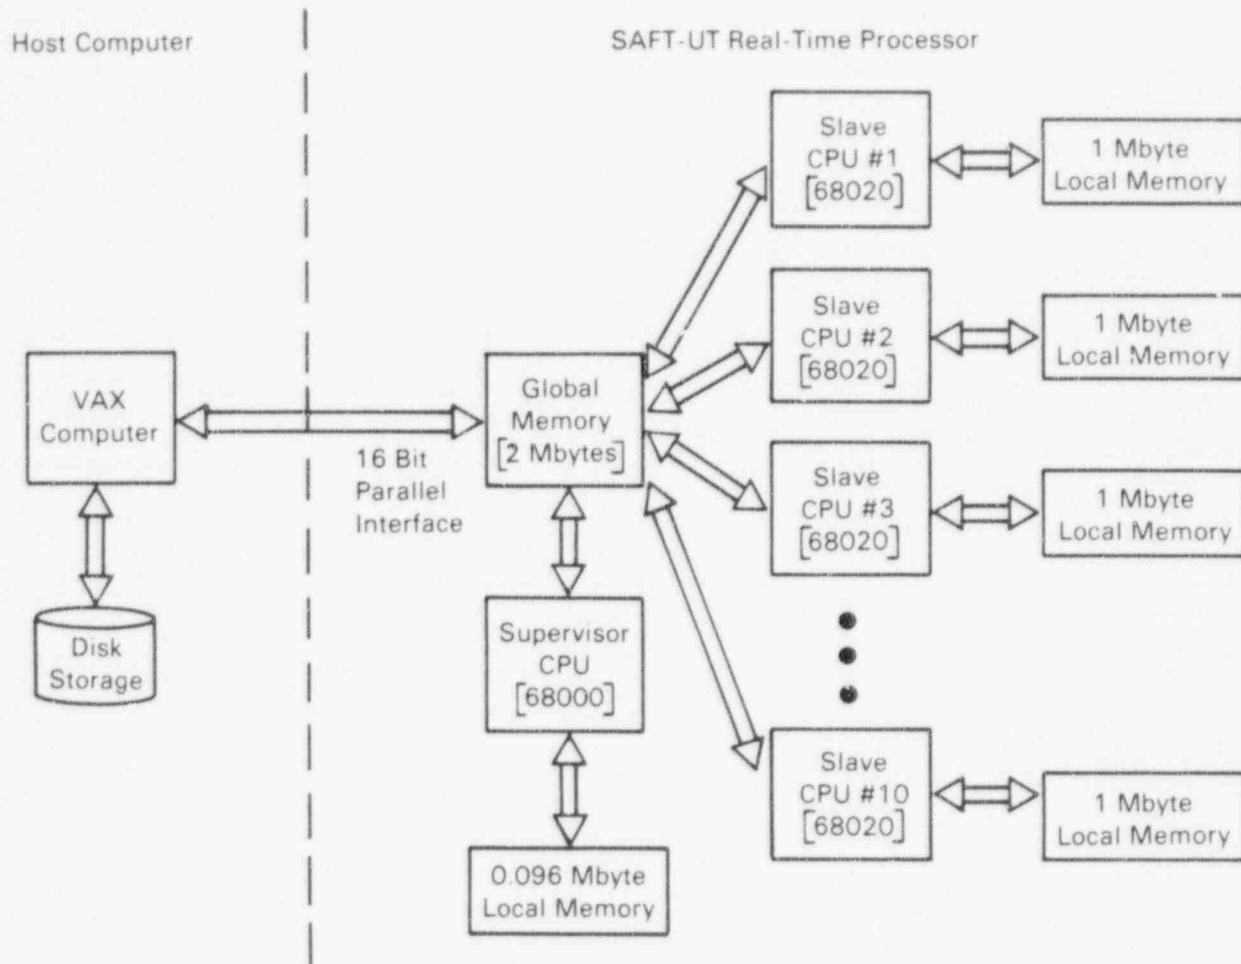 Host Computer
SAFT-UT Real-Time Processor
Slave
CPU #1
[68020]
1 Mbyte
Local Memory
Slave
CPU #2
[68020]
1 Mbyte
Local Memory
VAX
Computer
Global
Memory
[2 Mbytes]
16 Bit
Parallel
Interface
Slave
CPU #3
[68020]
1 Mbyte
Local Memory
Disk
Storage
Supervisor
CPU
[68000]
Slave
CPU #10
[68020]
1 Mbyte
Local Memory
0.096 Mbyte
Local Memory